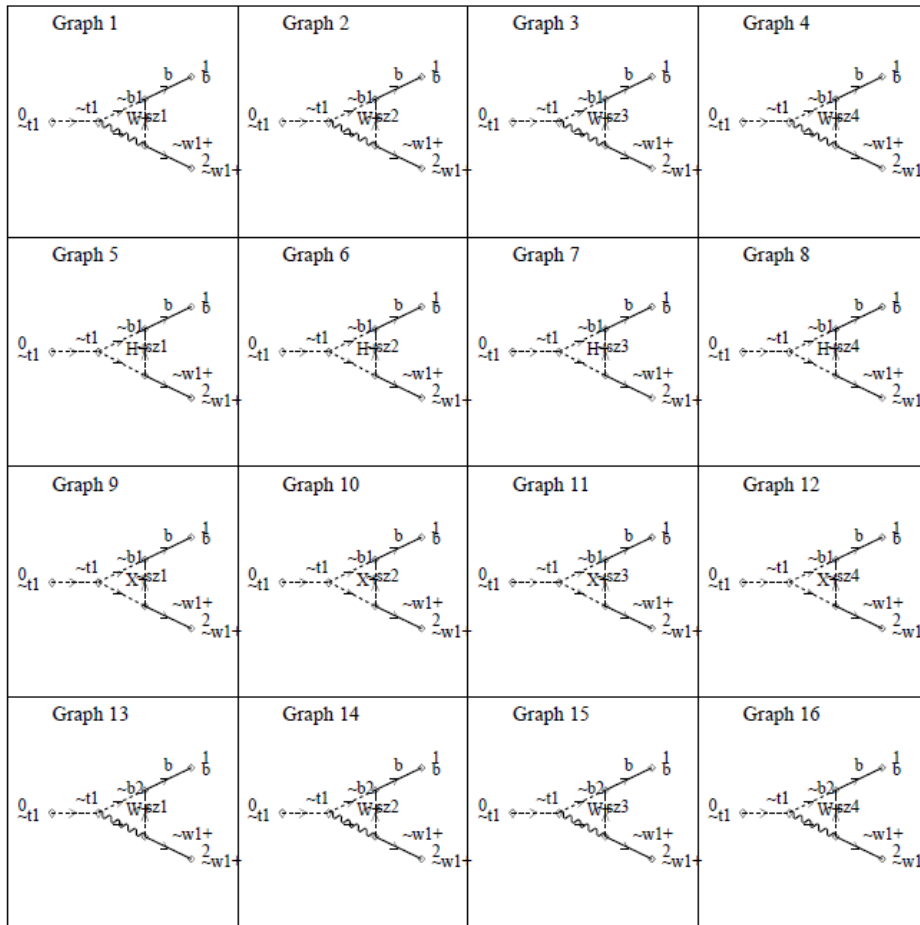 Graph 1
1
b
b
~b1
0
~t1
~t1
W
sz1
~w1+
2
~w1+
Graph 2
1
b
b
~b1
0
~t1
~t1
W
sz2
~w1+
2
~w1+
Graph 3
1
b
b
~b1
0
~t1
~t1
W
sz3
~w1+
2
~w1+
Graph 4
1
b
b
~b1
0
~t1
~t1
W
sz4
~w1+
2
~w1+
Graph 5
1
b
b
~b1
0
~t1
~t1
H
sz1
~w1+
2
~w1+
Graph 6
1
b
b
~b1
0
~t1
~t1
H
sz2
~w1+
2
~w1+
Graph 7
1
b
b
~b1
0
~t1
~t1
H
sz3
~w1+
2
~w1+
Graph 8
1
b
b
~b1
0
~t1
~t1
H
sz4
~w1+
2
~w1+
Graph 9
1
b
b
~b1
0
~t1
~t1
X
sz1
~w1+
2
~w1+
Graph 10
1
b
b
~b1
0
~t1
~t1
X
sz2
~w1+
2
~w1+
Graph 11
1
b
b
~b1
0
~t1
~t1
X
sz3
~w1+
2
~w1+
Graph 12
1
b
b
~b1
0
~t1
~t1
X
sz4
~w1+
2
~w1+
Graph 13
1
b
b
~b2
0
~t1
~t1
W
sz1
~w1+
2
~w1+
Graph 14
1
b
b
~b2
0
~t1
~t1
W
sz2
~w1+
2
~w1+
Graph 15
1
b
b
~b2
0
~t1
~t1
W
sz3
~w1+
2
~w1+
Graph 16
1
b
b
~b2
0
~t1
~t1
W
sz4
~w1+
2
~w1+